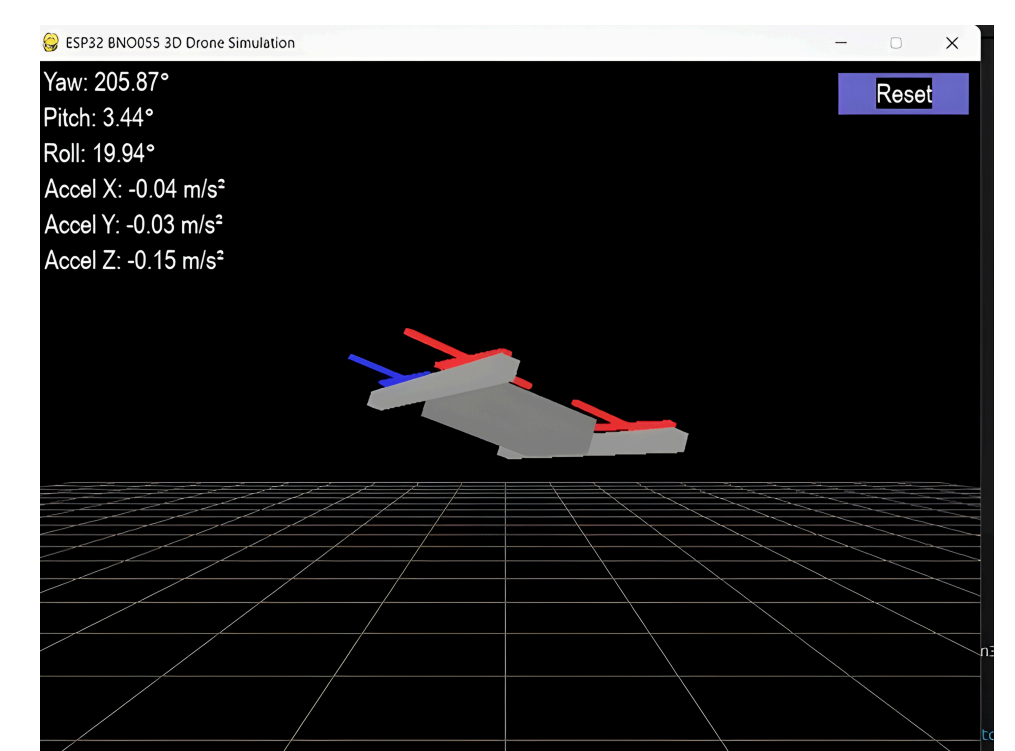 ESP32 BNO055 3D Drone Simulation
Yaw: 205.87°
Reset
Pitch: 3.44°
Roll: 19.94°
Accel X: -0.04 m/s²
Accel Y: -0.03 m/s²
Accel Z: -0.15 m/s²